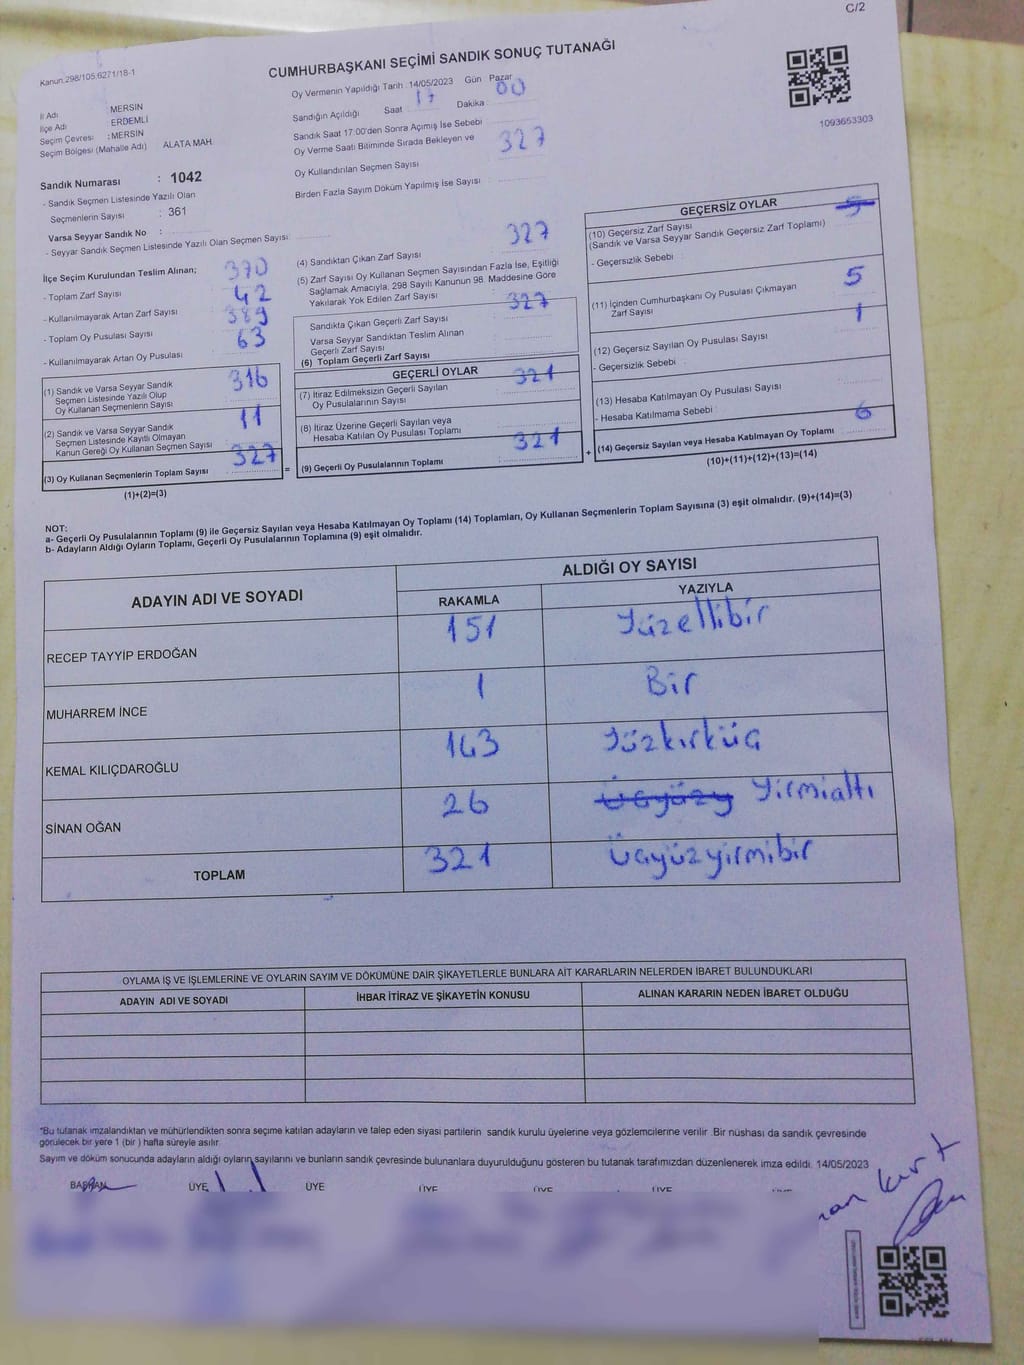 C/2
Kanun.298/105.6271/18-1
CUMHURBAŞKANI SEÇİMİ SANDIK SONUÇ TUTANAĞI
1093653303
İl Adı : MERSİN
İlçe Adı : ERDEMLİ
Seçim Çevresi : MERSİN
Seçim Bölgesi (Mahalle Adı) ALATA MAH.
Sandık Numarası : 1042
- Sandık Seçmen Listesinde Yazılı Olan
Seçmenlerin Sayısı : 361
Varsa Seyyar Sandık No :
- Seyyar Sandık Seçmen Listesinde Yazılı Olan Seçmen Sayısı:
Oy Vermenin Yapıldığı Tarih 14/05/2023 Gün Pazar
Sandığın Açıldığı Saat 17 Dakika 00
Sandık Saat 17:00'den Sonra Açımış İse Sebebi
Oy Verme Saati Bitiminde Sırada Bekleyen ve
Oy Kullandırılan Seçmen Sayısı 327
Birden Fazla Sayım Döküm Yapılmış İse Sayısı
İlçe Seçim Kurulundan Teslim Alınan;
- Toplam Zarf Sayısı 370
- Kullanılmayarak Artan Zarf Sayısı 42
- Toplam Oy Pusulası Sayısı 389
- Kullanılmayarak Artan Oy Pusulası 63
(1) Sandık ve Varsa Seyyar Sandık
Seçmen Listesinde Yazılı Olup
Oy Kullanan Seçmenlerin Sayısı 316
(2) Sandık ve Varsa Seyyar Sandık
Seçmen Listesinde Kayıtlı Olmayan
Kanun Gereği Oy Kullanan Seçmen Sayısı 11
(3) Oy Kullanan Seçmenlerin Toplam Sayısı 327
(1)+(2)=(3)
=
(4) Sandıktan Çıkan Zarf Sayısı 327
(5) Zarf Sayısı Oy Kullanan Seçmen Sayısından Fazla İse, Eşitliği
Sağlamak Amacıyla, 298 Sayılı Kanunun 98. Maddesine Göre
Yakılarak Yok Edilen Zarf Sayısı
Sandıkta Çıkan Geçerli Zarf Sayısı 327
Varsa Seyyar Sandıktan Teslim Alınan
Geçerli Zarf Sayısı
(6) Toplam Geçerli Zarf Sayısı
GEÇERLİ OYLAR
(7) İtiraz Edilmeksizin Geçerli Sayılan
Oy Pusulalarının Sayısı 321
(8) İtiraz Üzerine Geçerli Sayılan veya
Hesaba Katılan Oy Pusulası Toplamı
(9) Geçerli Oy Pusulalarının Toplamı 321
+
GEÇERSİZ OYLAR
(10) Geçersiz Zarf Sayısı
(Sandık ve Varsa Seyyar Sandık Geçersiz Zarf Toplamı)
- Geçersizlik Sebebi
(11) İçinden Cumhurbaşkanı Oy Pusulası Çıkmayan
Zarf Sayısı 5
(12) Geçersiz Sayılan Oy Pusulası Sayısı 1
- Geçersizlik Sebebi
(13) Hesaba Katılmayan Oy Pusulası Sayısı
- Hesaba Katılmama Sebebi
(14) Geçersiz Sayılan veya Hesaba Katılmayan Oy Toplamı 6
(10)+(11)+(12)+(13)=(14)
NOT:
a- Geçerli Oy Pusulalarının Toplamı (9) ile Geçersiz Sayılan veya Hesaba Katılmayan Oy Toplamı (14) Toplamları, Oy Kullanan Seçmenlerin Toplam Sayısına (3) eşit olmalıdır. (9)+(14)=(3)
b- Adayların Aldığı Oyların Toplamı, Geçerli Oy Pusulalarının Toplamına (9) eşit olmalıdır.
ADAYIN ADI VE SOYADI
ALDIĞI OY SAYISI
RAKAMLA YAZIYLA
RECEP TAYYİP ERDOĞAN 151 Yüzellibir
MUHARREM İNCE 1 Bir
KEMAL KILIÇDAROĞLU 143 Yüzkırküç
SİNAN OĞAN 26 Üçyüzy Yirmialtı
TOPLAM 321 Üçyüzyirmibir
OYLAMA İŞ VE İŞLEMLERİNE VE OYLARIN SAYIM VE DÖKÜMÜNE DAİR ŞİKAYETLERLE BUNLARA AİT KARARLARIN NELERDEN İBARET BULUNDUKLARI
ADAYIN ADI VE SOYADI İHBAR İTİRAZ VE ŞİKAYETİN KONUSU ALINAN KARARIN NEDEN İBARET OLDUĞU
*Bu tutanak imzalandıktan ve mühürlendikten sonra seçime katılan adayların ve talep eden siyasi partilerin sandık kurulu üyelerine veya gözlemcilerine verilir. Bir nüshası da sandık çevresinde
görülecek bir yere 1 (bir) hafta süreyle asılır.
Sayım ve döküm sonucunda adayların aldığı oyların sayılarını ve bunların sandık çevresinde bulunanlara duyurulduğunu gösteren bu tutanak tarafımızdan düzenlenerek imza edildi. 14/05/2023
BAŞKAN ÜYE ÜYE ÜYE ÜYE ÜYE
kurt